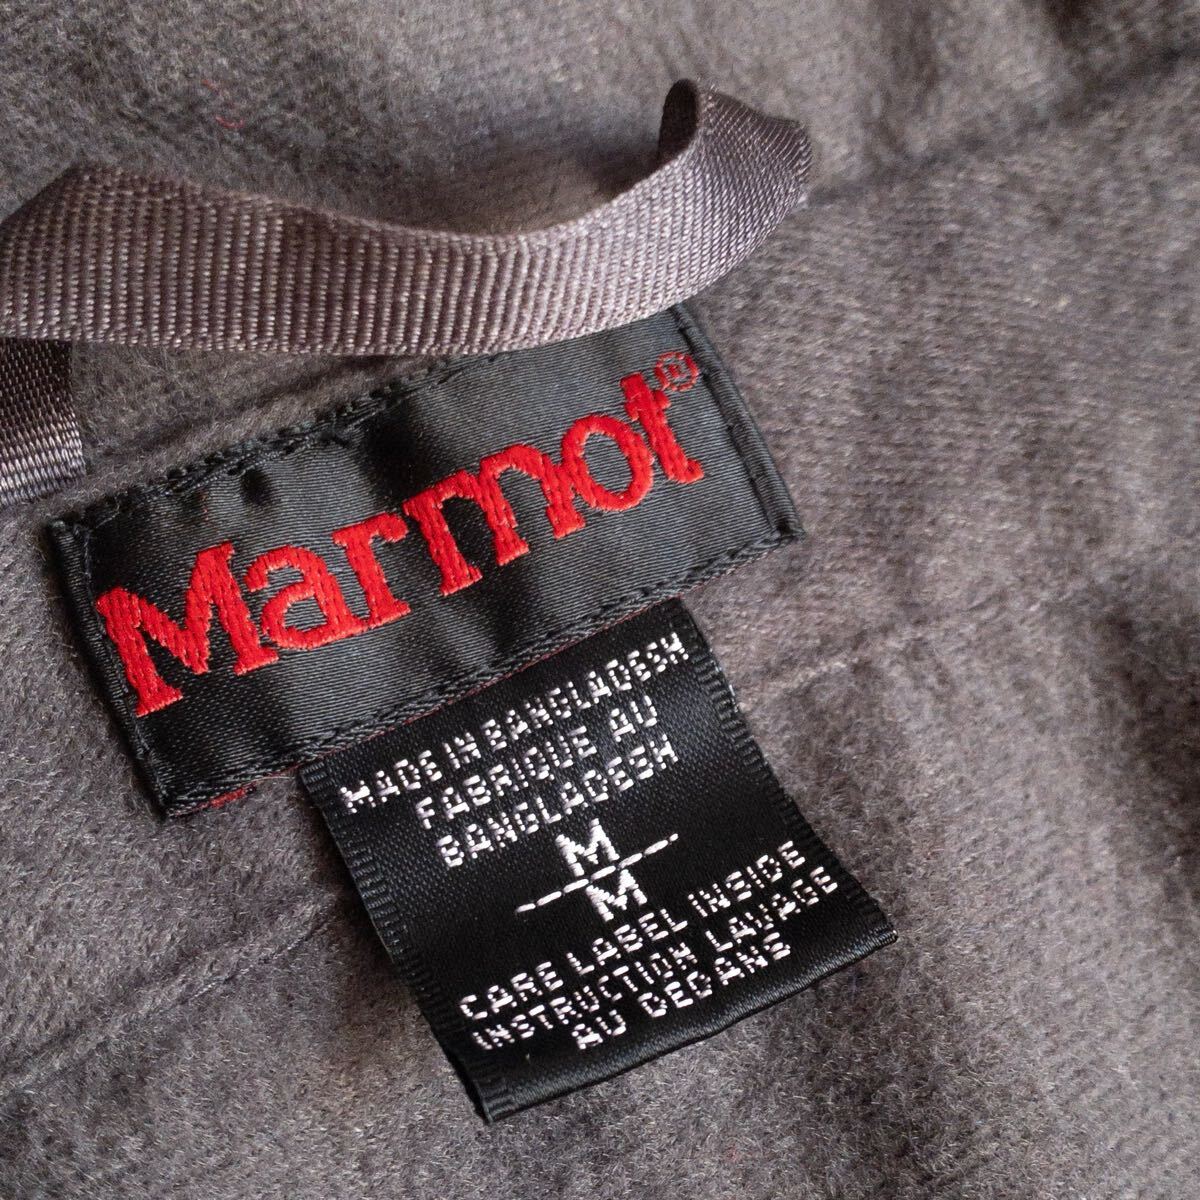 Marmot®
MADE IN BANGLADESH
FABRIQUE AU
BANGLADESH
M
M
CARE LABEL INSIDE
INSTRUCTION LAVAGE
AU DEDANS